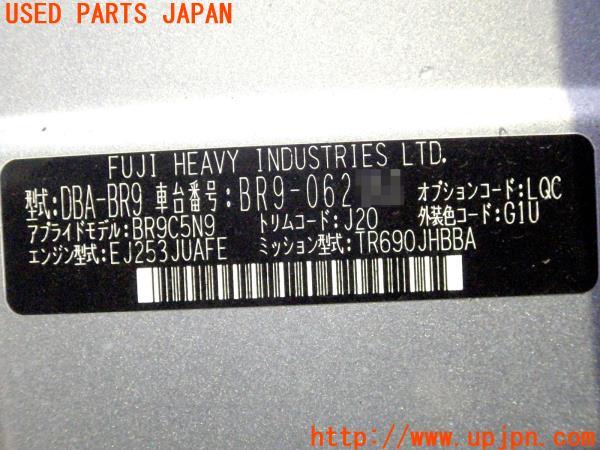 USED PARTS JAPAN
FUJI HEAVY INDUSTRIES LTD.
型式:DBA-BR9 車台番号:BR9-062 オプションコード:LQC
アプライドモデル:BR9C5N9 トリムコード:J20 外装色コード:G1U
エンジン型式:EJ253JUAFE ミッション型式:TR690JHBBA
http://www.upjpn.com/